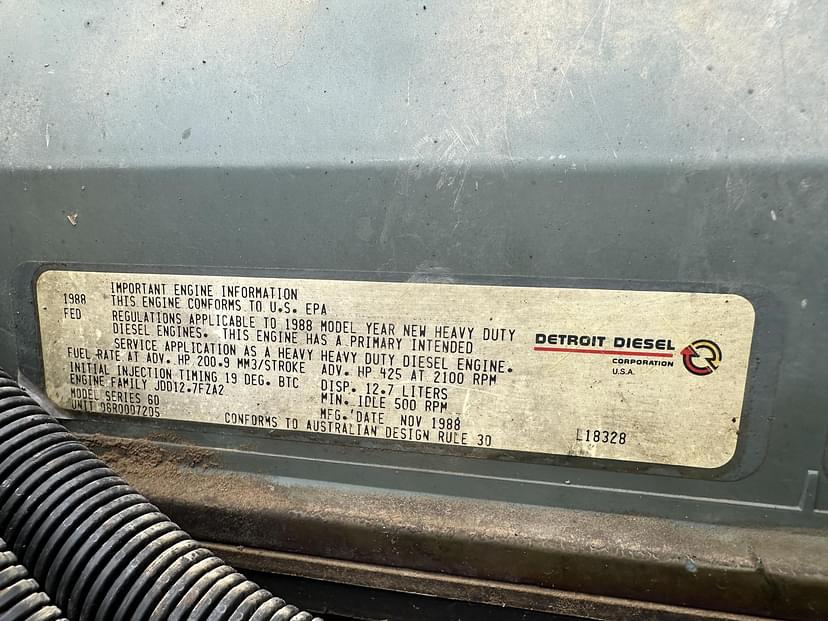 IMPORTANT ENGINE INFORMATION
1988 THIS ENGINE CONFORMS TO U.S. EPA
FED REGULATIONS APPLICABLE TO 1988 MODEL YEAR NEW HEAVY DUTY
DIESEL ENGINES. THIS ENGINE HAS A PRIMARY INTENDED
SERVICE APPLICATION AS A HEAVY HEAVY DUTY DIESEL ENGINE.
FUEL RATE AT ADV. HP 200.9 MM3/STROKE ADV. HP 425 AT 2100 RPM
INITIAL INJECTION TIMING 19 DEG. BTC DISP. 12.7 LITERS
ENGINE FAMILY JDD12.7FZA2 MIN. IDLE 500 RPM
MODEL SERIES 60 MFG. DATE NOV 1988
UNIT 06R0007205 CONFORMS TO AUSTRALIAN DESIGN RULE 30
DETROIT DIESEL
CORPORATION
U.S.A.
L18328